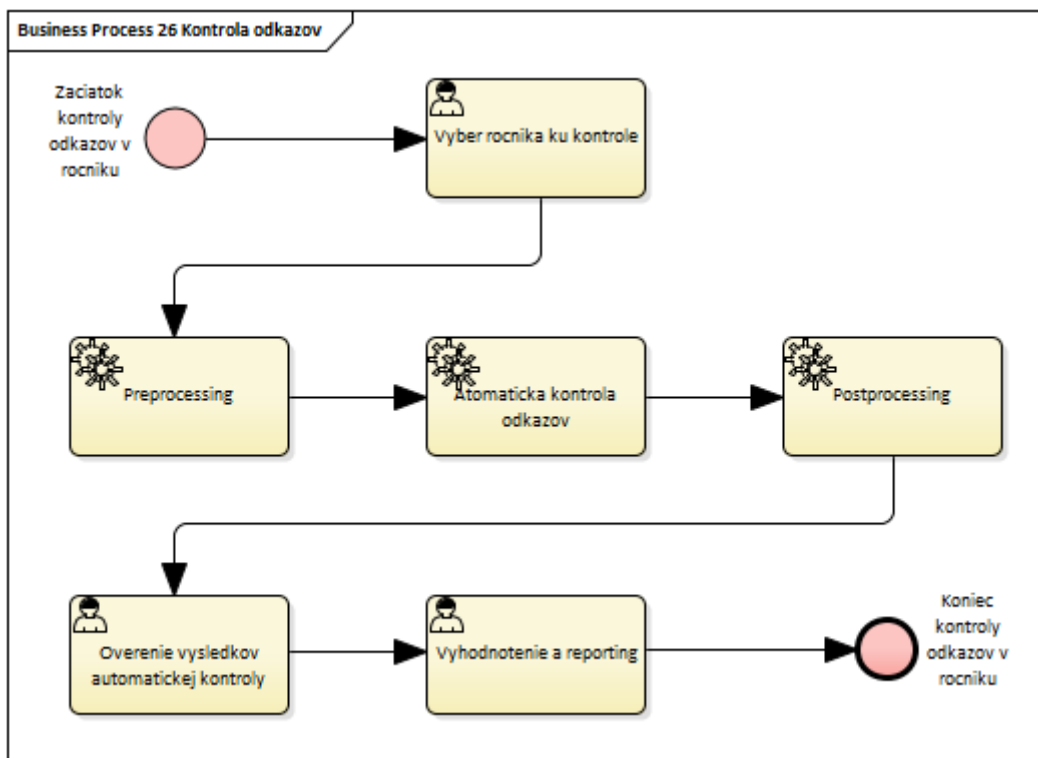 Business Process 26 Kontrola odkazov
Zaciatok
kontroly
odkazov v
rocniku
Vyber rocnika ku kontrole
Preprocessing
Atomaticka kontrola
odkazov
Postprocessing
Overenie vysledkov
automatickej kontroly
Vyhodnotenie a reporting
Koniec
kontroly
odkazov v
rocniku